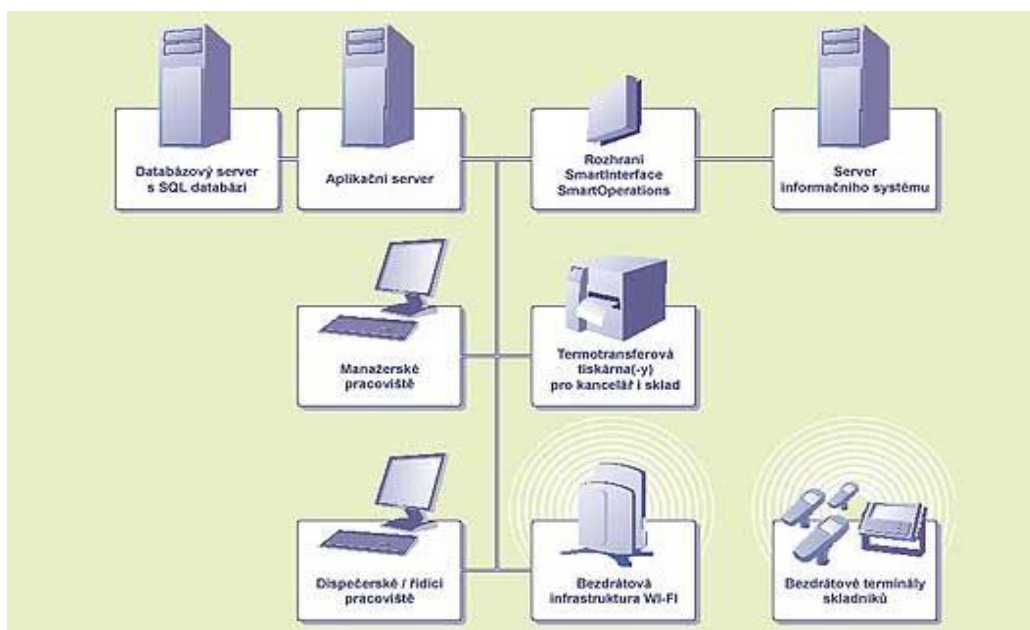 Databázový server
s SQL databází
Aplikační server
Rozhraní
SmartInterface
SmartOperations
Server
informačního systému
Manažerské
pracoviště
Termotransferová
tiskárna(-y)
pro kancelář i sklad
Dispečerské / řídící
pracoviště
Bezdrátová
infrastruktura WI-FI
Bezdrátové terminály
skladníků